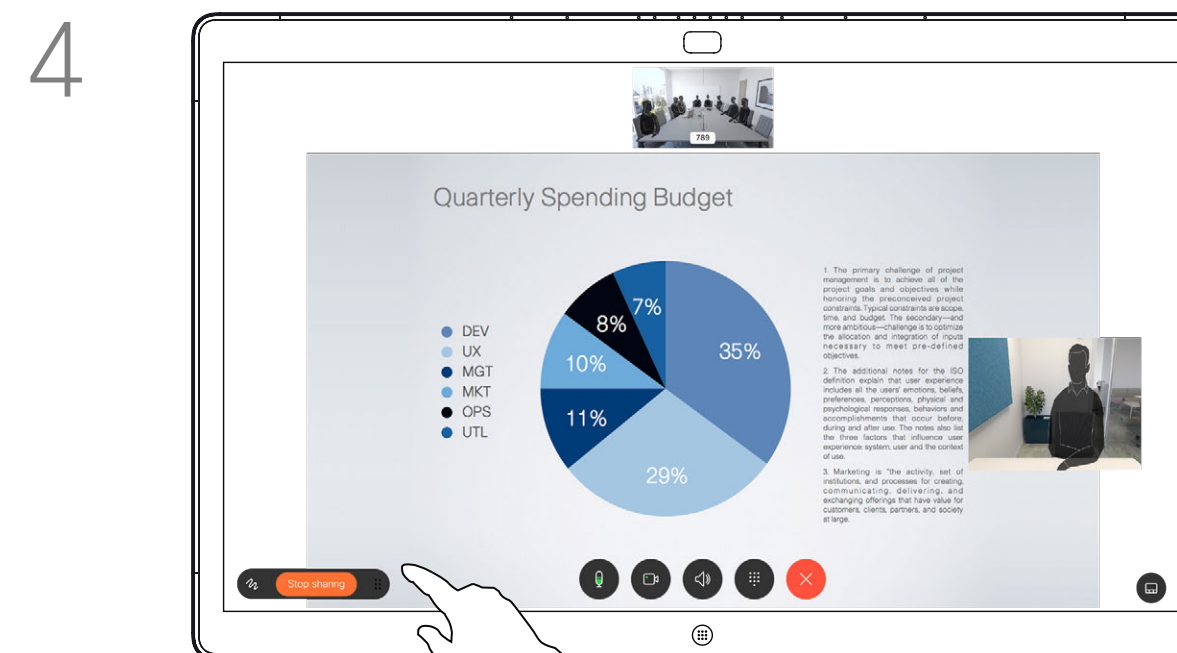 4
789
Quarterly Spending Budget
DEV
UX
MGT
MKT
OPS
UTL
7%
8%
35%
10%
11%
29%
1. The primary challenge of project
management is to achieve all of the
project goals and objectives while
honoring the preconceived project
constraints. Typical constraints are scope,
time, and budget. The secondary—and
more ambitious—challenge is to optimize
the allocation and integration of inputs
necessary to meet pre-defined
objectives.
2. The additional notes for the ISO
definition explain that user experience
includes all the users' emotions, beliefs,
preferences, perceptions, physical and
psychological responses, behaviors and
accomplishments that occur before,
during and after use. The notes also list
the three factors that influence user
experience: system, user and the context
of use.
3. Marketing is "the activity, set of
institutions, and processes for creating,
communicating, delivering, and
exchanging offerings that have value for
customers, clients, partners, and society
at large.
Stop sharing